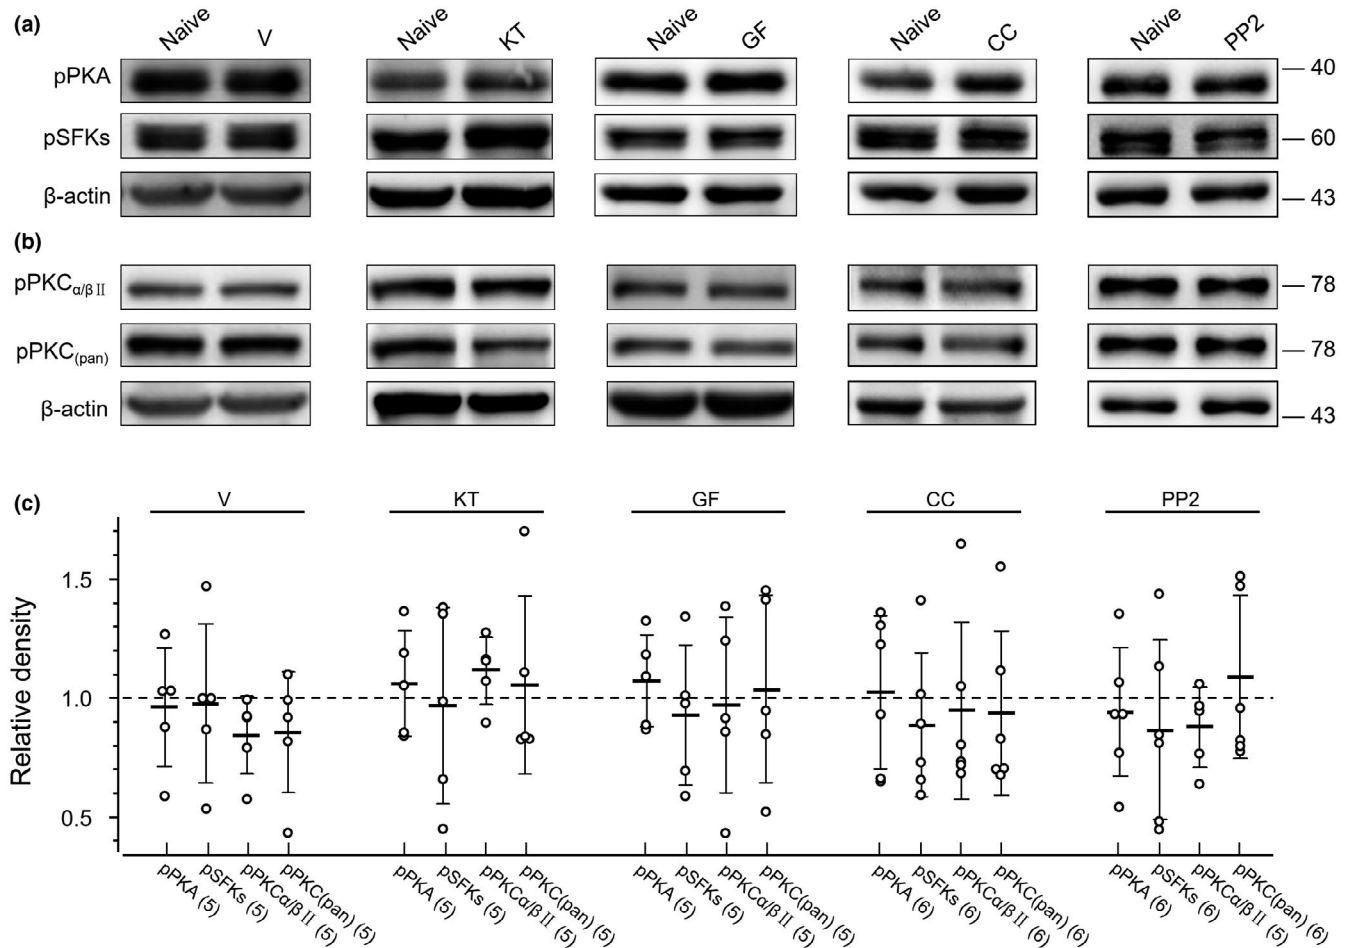 (a)
Naive V Naive KT Naive GF Naive CC Naive PP2
pPKA 40
pSFKs 60
β-actin 43
(b)
pPKCα/βⅡ 78
pPKC(pan) 78
β-actin 43
(c)
V KT GF CC PP2
Relative density
1.5
1.0
0.5
pPKA (5) pSFKs (5) pPKCα/βⅡ (5) pPKC(pan) (5) pPKA (5) pSFKs (5) pPKCα/βⅡ (5) pPKC(pan) (5) pPKA (5) pSFKs (5) pPKCα/βⅡ (5) pPKC(pan) (5) pPKA (6) pSFKs (6) pPKCα/βⅡ (6) pPKC(pan) (6) pPKA (6) pSFKs (6) pPKCα/βⅡ (5) pPKC(pan) (6)